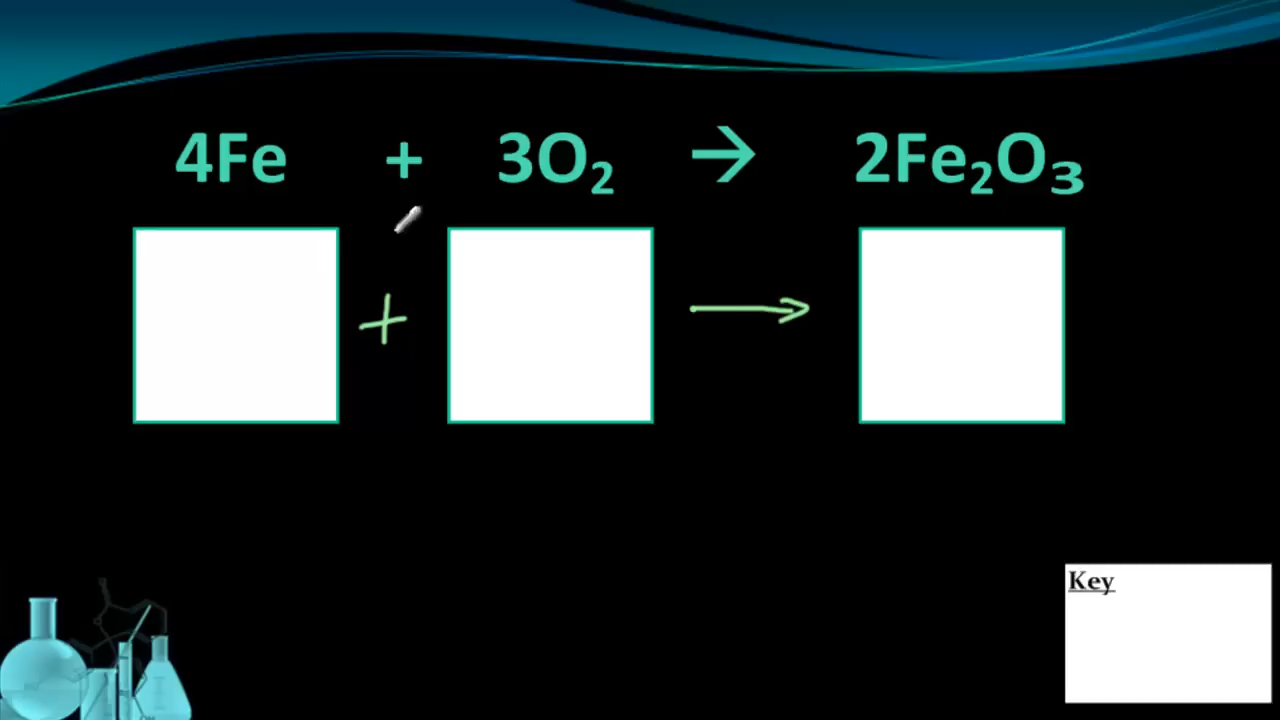 4Fe + 3O₂ → 2Fe₂O₃
+ →
Key